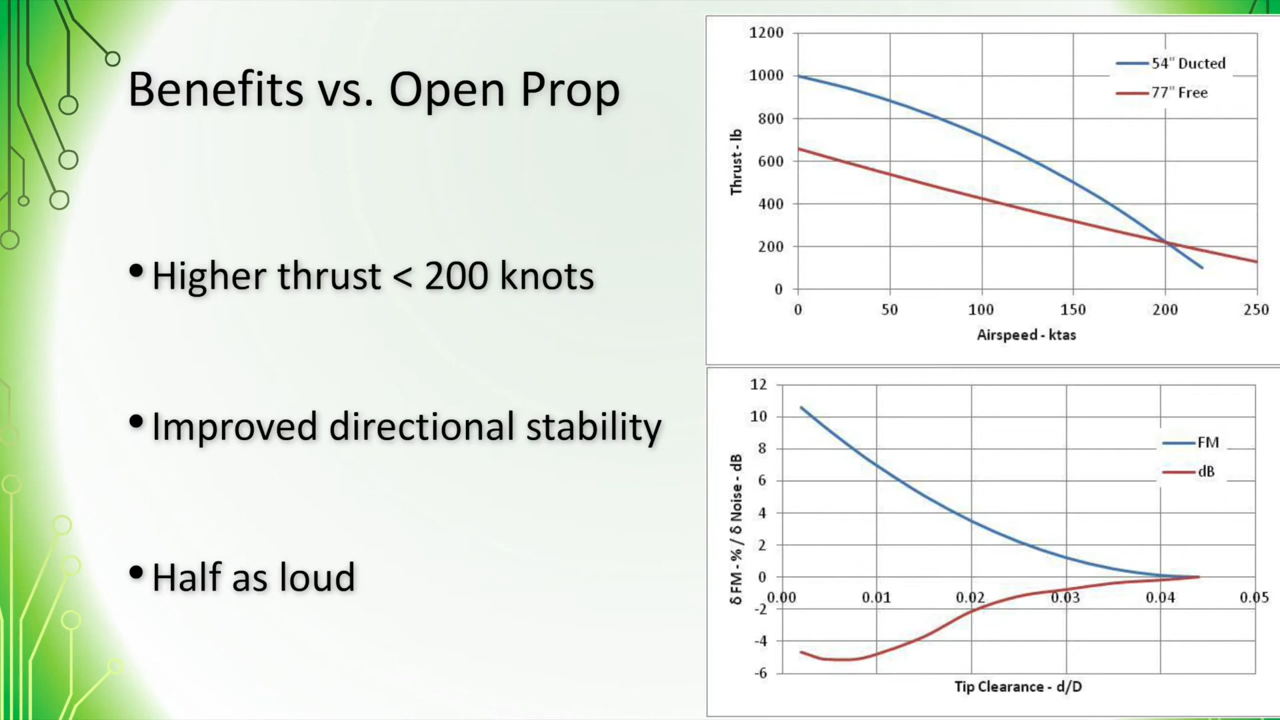 Benefits vs. Open Prop
•Higher thrust < 200 knots
•Improved directional stability
•Half as loud
1200
1000
800
600
400
200
0
0 50 100 150 200 250
Thrust - lb
Airspeed - ktas
54" Ducted
77" Free
12
10
8
6
4
2
0
-2
-4
-6
0.00 0.01 0.02 0.03 0.04 0.05
δ FM - % / δ Noise - dB
Tip Clearance - d/D
FM
dB